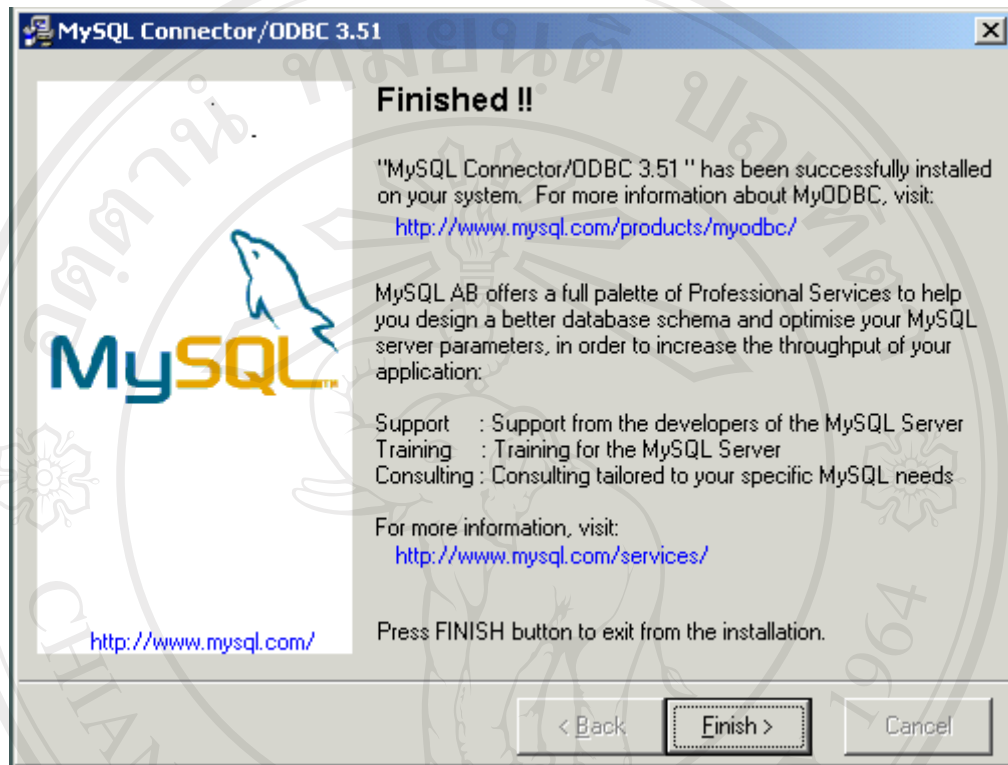 MySQL Connector/ODBC 3.51
Finished !!
"MySQL Connector/ODBC 3.51 " has been successfully installed
on your system. For more information about MyODBC, visit:
http://www.mysql.com/products/myodbc/
MySQL AB offers a full palette of Professional Services to help
you design a better database schema and optimise your MySQL
server parameters, in order to increase the throughput of your
application:
Support : Support from the developers of the MySQL Server
Training : Training for the MySQL Server
Consulting : Consulting tailored to your specific MySQL needs
For more information, visit:
http://www.mysql.com/services/
Press FINISH button to exit from the installation.
MySQL™
http://www.mysql.com/
< Back
Finish >
Cancel
1964